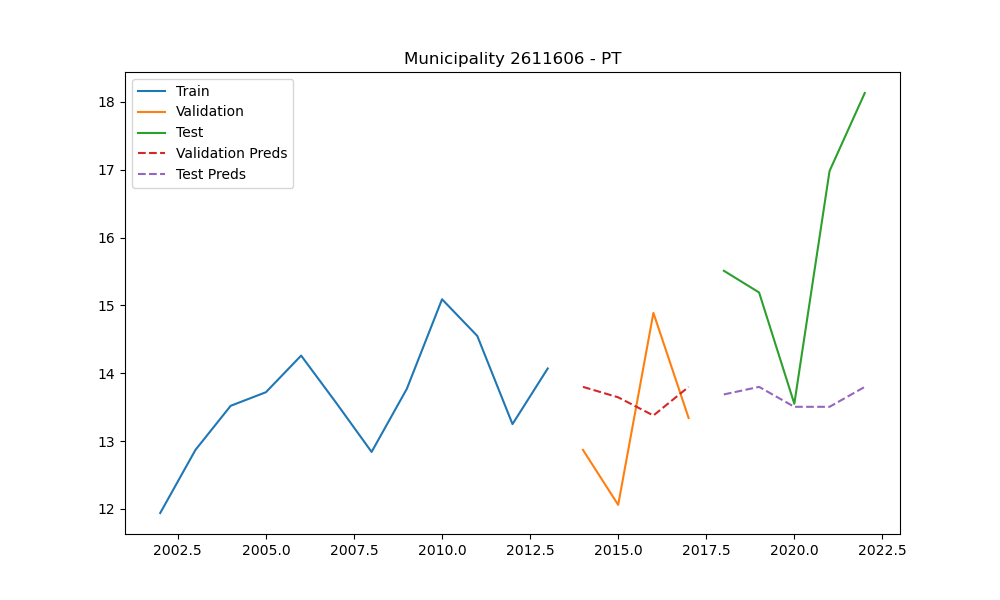 Municipality 2611606 - PT
Train
Validation
Test
Validation Preds
Test Preds
18
17
16
15
14
13
12
2002.5 2005.0 2007.5 2010.0 2012.5 2015.0 2017.5 2020.0 2022.5